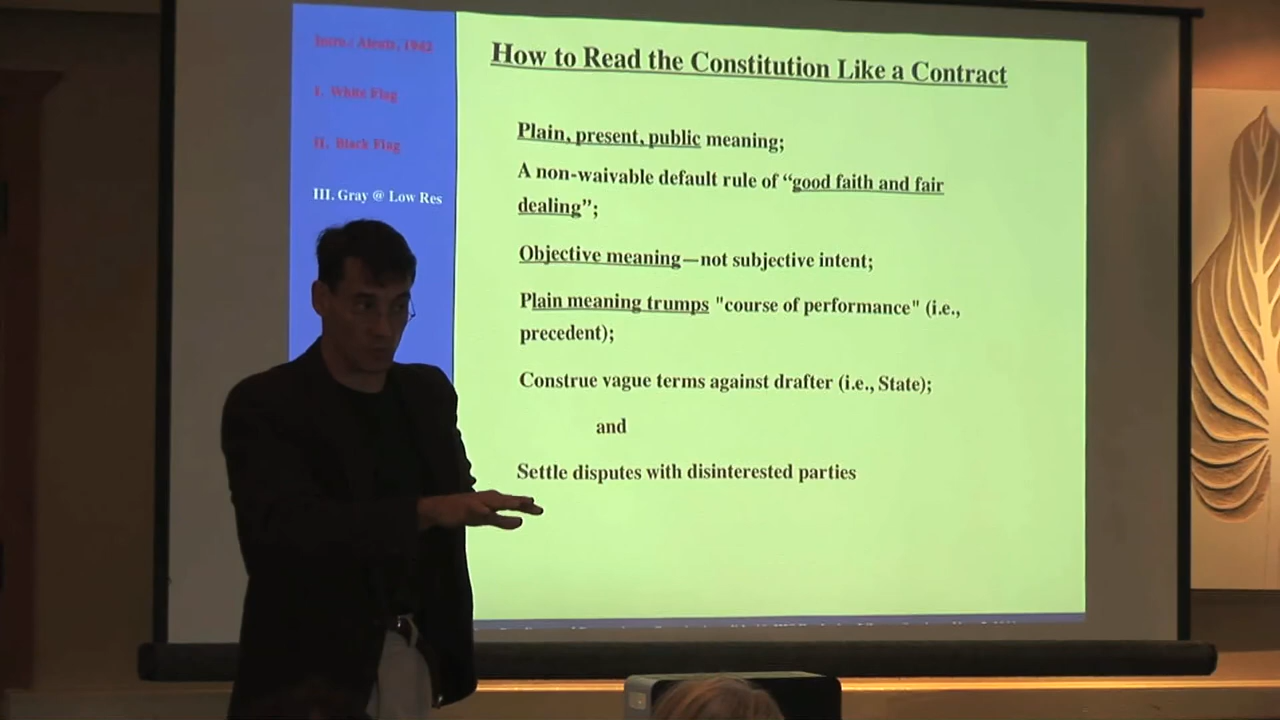 Intro: Aleuts, 1942
I. White Flag
II. Black Flag
III. Gray @ Low Res
How to Read the Constitution Like a Contract
Plain, present, public meaning;
A non-waivable default rule of “good faith and fair
dealing”;
Objective meaning—not subjective intent;
Plain meaning trumps "course of performance" (i.e.,
precedent);
Construe vague terms against drafter (i.e., State);
and
Settle disputes with disinterested parties